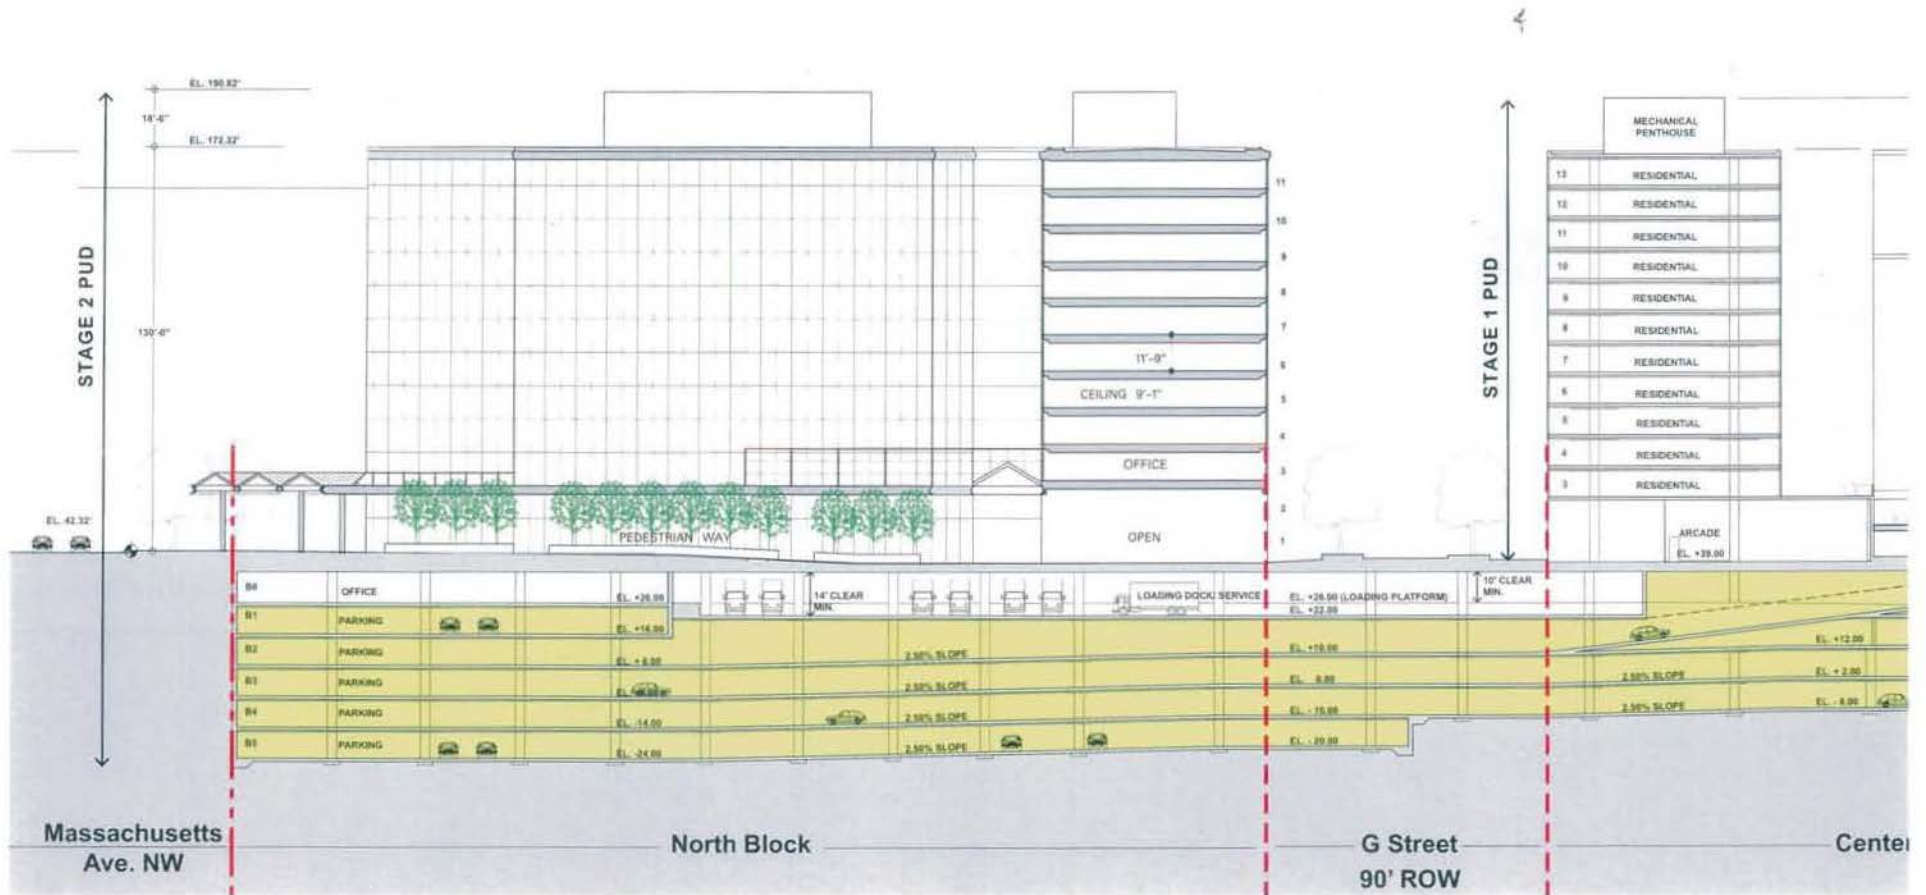 EL. 190.82'
18'-6"
EL. 172.32'
130'-0"
STAGE 2 PUD
EL. 42.32'
11
10
9
8
7
6
5
4
3
2
1
11'-9"
CEILING 9'-1"
OFFICE
OPEN
PEDESTRIAN WAY
STAGE 1 PUD
MECHANICAL
PENTHOUSE
13 RESIDENTIAL
12 RESIDENTIAL
11 RESIDENTIAL
10 RESIDENTIAL
9 RESIDENTIAL
8 RESIDENTIAL
7 RESIDENTIAL
6 RESIDENTIAL
5 RESIDENTIAL
4 RESIDENTIAL
3 RESIDENTIAL
ARCADE
EL. +39.00
OFFICE EL. +26.00
14' CLEAR
MIN.
LOADING DOCK/ SERVICE
EL. +26.00 (LOADING PLATFORM)
EL. +22.00
10' CLEAR
MIN.
B1 PARKING EL. +16.00
B2 PARKING EL. + 6.00 2.50% SLOPE EL. +10.00 EL. +12.00
B3 PARKING 2.50% SLOPE EL. 0.00 2.50% SLOPE EL. + 2.00
B4 PARKING EL. -14.00 2.50% SLOPE EL. - 10.00 2.50% SLOPE EL. - 8.00
B5 PARKING EL. -24.00 2.50% SLOPE EL. - 20.00
Massachusetts
Ave. NW
North Block
G Street
90' ROW
Center